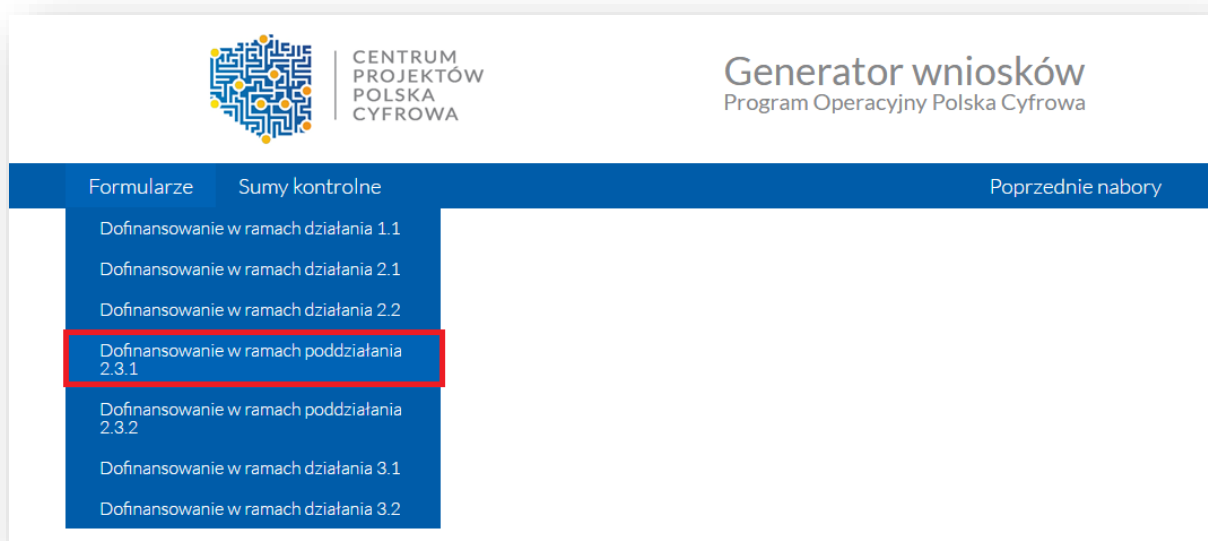 CENTRUM
PROJEKTÓW
POLSKA
CYFROWA
Generator wniosków
Program Operacyjny Polska Cyfrowa
Formularze
Sumy kontrolne
Poprzednie nabory
Dofinansowanie w ramach działania 1.1
Dofinansowanie w ramach działania 2.1
Dofinansowanie w ramach działania 2.2
Dofinansowanie w ramach poddziałania
2.3.1
Dofinansowanie w ramach poddziałania
2.3.2
Dofinansowanie w ramach działania 3.1
Dofinansowanie w ramach działania 3.2